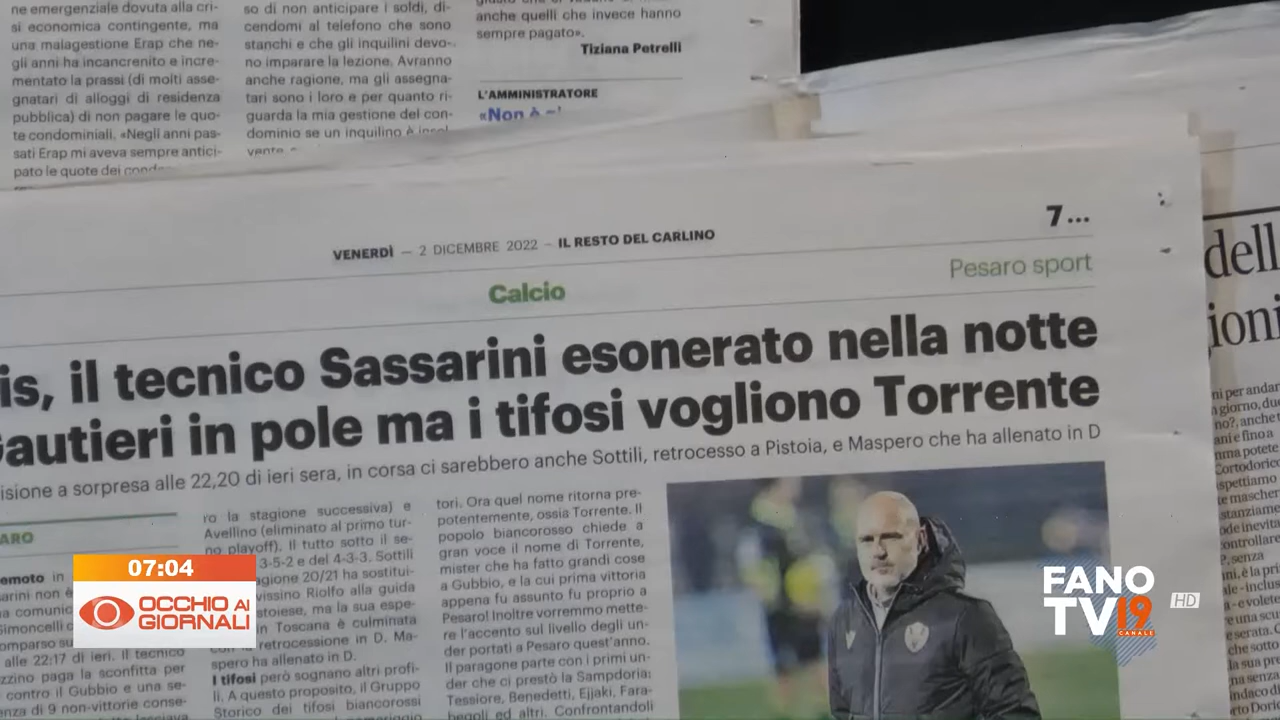 ne emergenziale dovuta alla cri-
si economica contingente, ma
una malagestione Erap che ne-
gli anni ha incancrenito e incre-
mentato la prassi (di molti asse-
gnatari di alloggi di residenza
pubblica) di non pagare le quo-
te condominiali. «Negli anni pas-
sati Erap mi aveva sempre antici-
pato le quote dei
so di non anticipare i soldi, di-
cendomi al telefono che sono
stanchi e che gli inquilini devo-
no imparare la lezione. Avranno
anche ragione, ma gli assegna-
tari sono i loro e per quanto ri-
guarda la mia gestione del con-
dominio se un inquilino è
anche quelli che invece hanno
sempre pagato».
Tiziana Petrelli
L'AMMINISTRATORE
«Non è
7...
VENERDÌ — 2 DICEMBRE 2022 – IL RESTO DEL CARLINO
Pesaro sport
Calcio
is, il tecnico Sassarini esonerato nella notte
Gautieri in pole ma i tifosi vogliono Torrente
isione a sorpresa alle 22,20 di ieri sera, in corsa ci sarebbero anche Sottili, retrocesso a Pistoia, e Maspero che ha allenato in D
ARO
emoto in
sarini non è
a comunic
Simoncelli c
omparso su
alle 22:17 di ieri. Il tecnico
zzino paga la sconfitta per
contro il Gubbio e una se-
enza di 9 non-vittorie conse-
ro la stagione successiva) e
Avellino (eliminato al primo tur-
no playoff). Il tutto sotto il se-
3-5-2 e del 4-3-3. Sottili
agione 20/21 ha sostitui-
vissino Riolfo alla guida
stoiese, ma la sua espe-
in Toscana è culminata
retrocessione in D. Ma-
spero ha allenato in D.
I tifosi però sognano altri profi-
li. A questo proposito, il Gruppo
Storico dei tifosi biancorossi
tori. Ora quel nome ritorna pre-
potentemente, ossia Torrente. Il
popolo biancorosso chiede a
gran voce il nome di Torrente,
mister che ha fatto grandi cose
a Gubbio, e la cui prima vittoria
appena fu assunto fu proprio a
Pesaro! Inoltre vorremmo mette-
re l'accento sul livello degli un-
der portati a Pesaro quest'anno.
Il paragone parte con i primi un-
der che ci prestò la Sampdoria:
Tessiore, Benedetti, Ejjaki, Fara-
begoli ed altri. Confrontandoli
dell
ioni
07:04
OCCHIO AI
GIORNALI
FANO
TV19
CANALE
HD